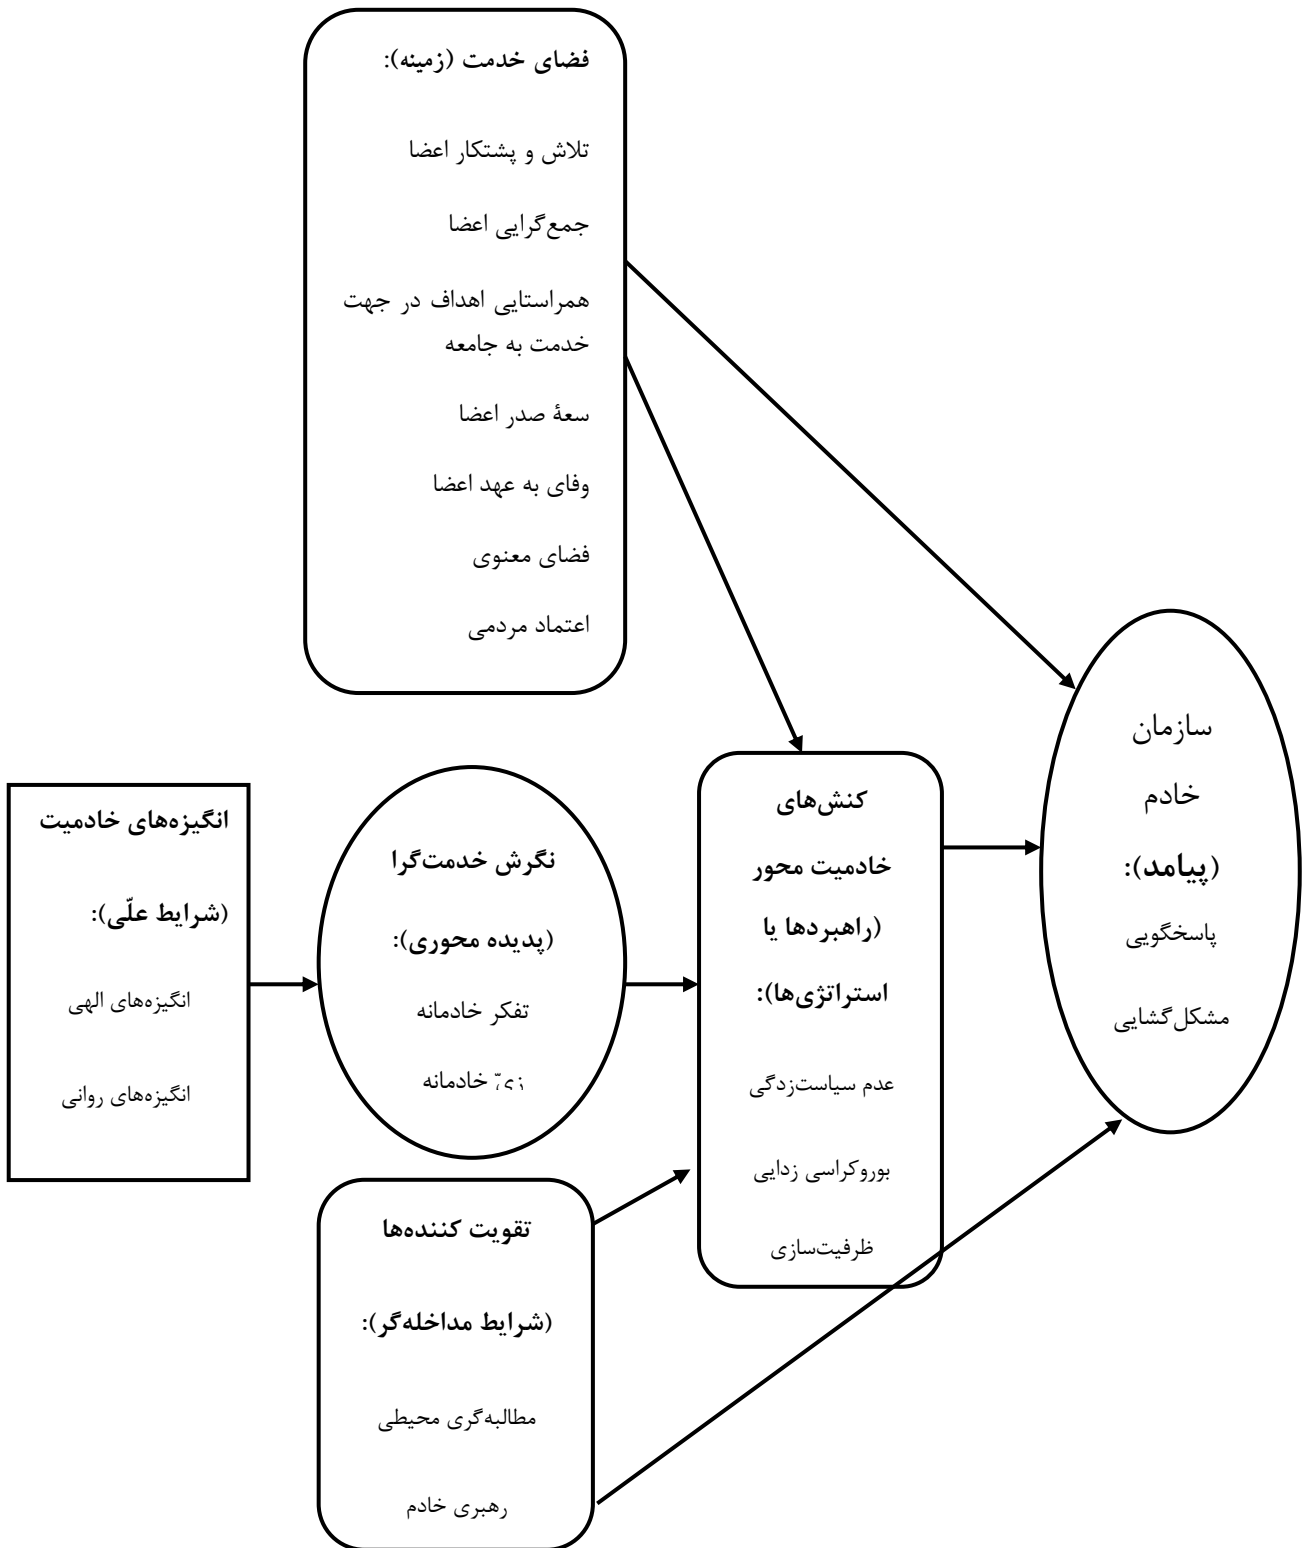 فضای خدمت (زمینه):
تلاش و پشتکار اعضا
جمع‌گرایی اعضا
همراستایی اهداف در جهت
خدمت به جامعه
سعۀ صدر اعضا
وفای به عهد اعضا
فضای معنوی
اعتماد مردمی
انگیزه‌های خادمیت
(شرایط علّی):
انگیزه‌های الهی
انگیزه‌های روانی
نگرش خدمت‌گرا
(پدیده محوری):
تفکر خادمانه
زیّ خادمانه
تقویت کننده‌ها
(شرایط مداخله‌گر):
مطالبه‌گری محیطی
رهبری خادم
کنش‌های
خادمیت محور
(راهبردها یا
استراتژی‌ها):
عدم سیاست‌زدگی
بوروکراسی زدایی
ظرفیت‌سازی
سازمان
خادم
(پیامد):
پاسخگویی
مشکل‌گشایی